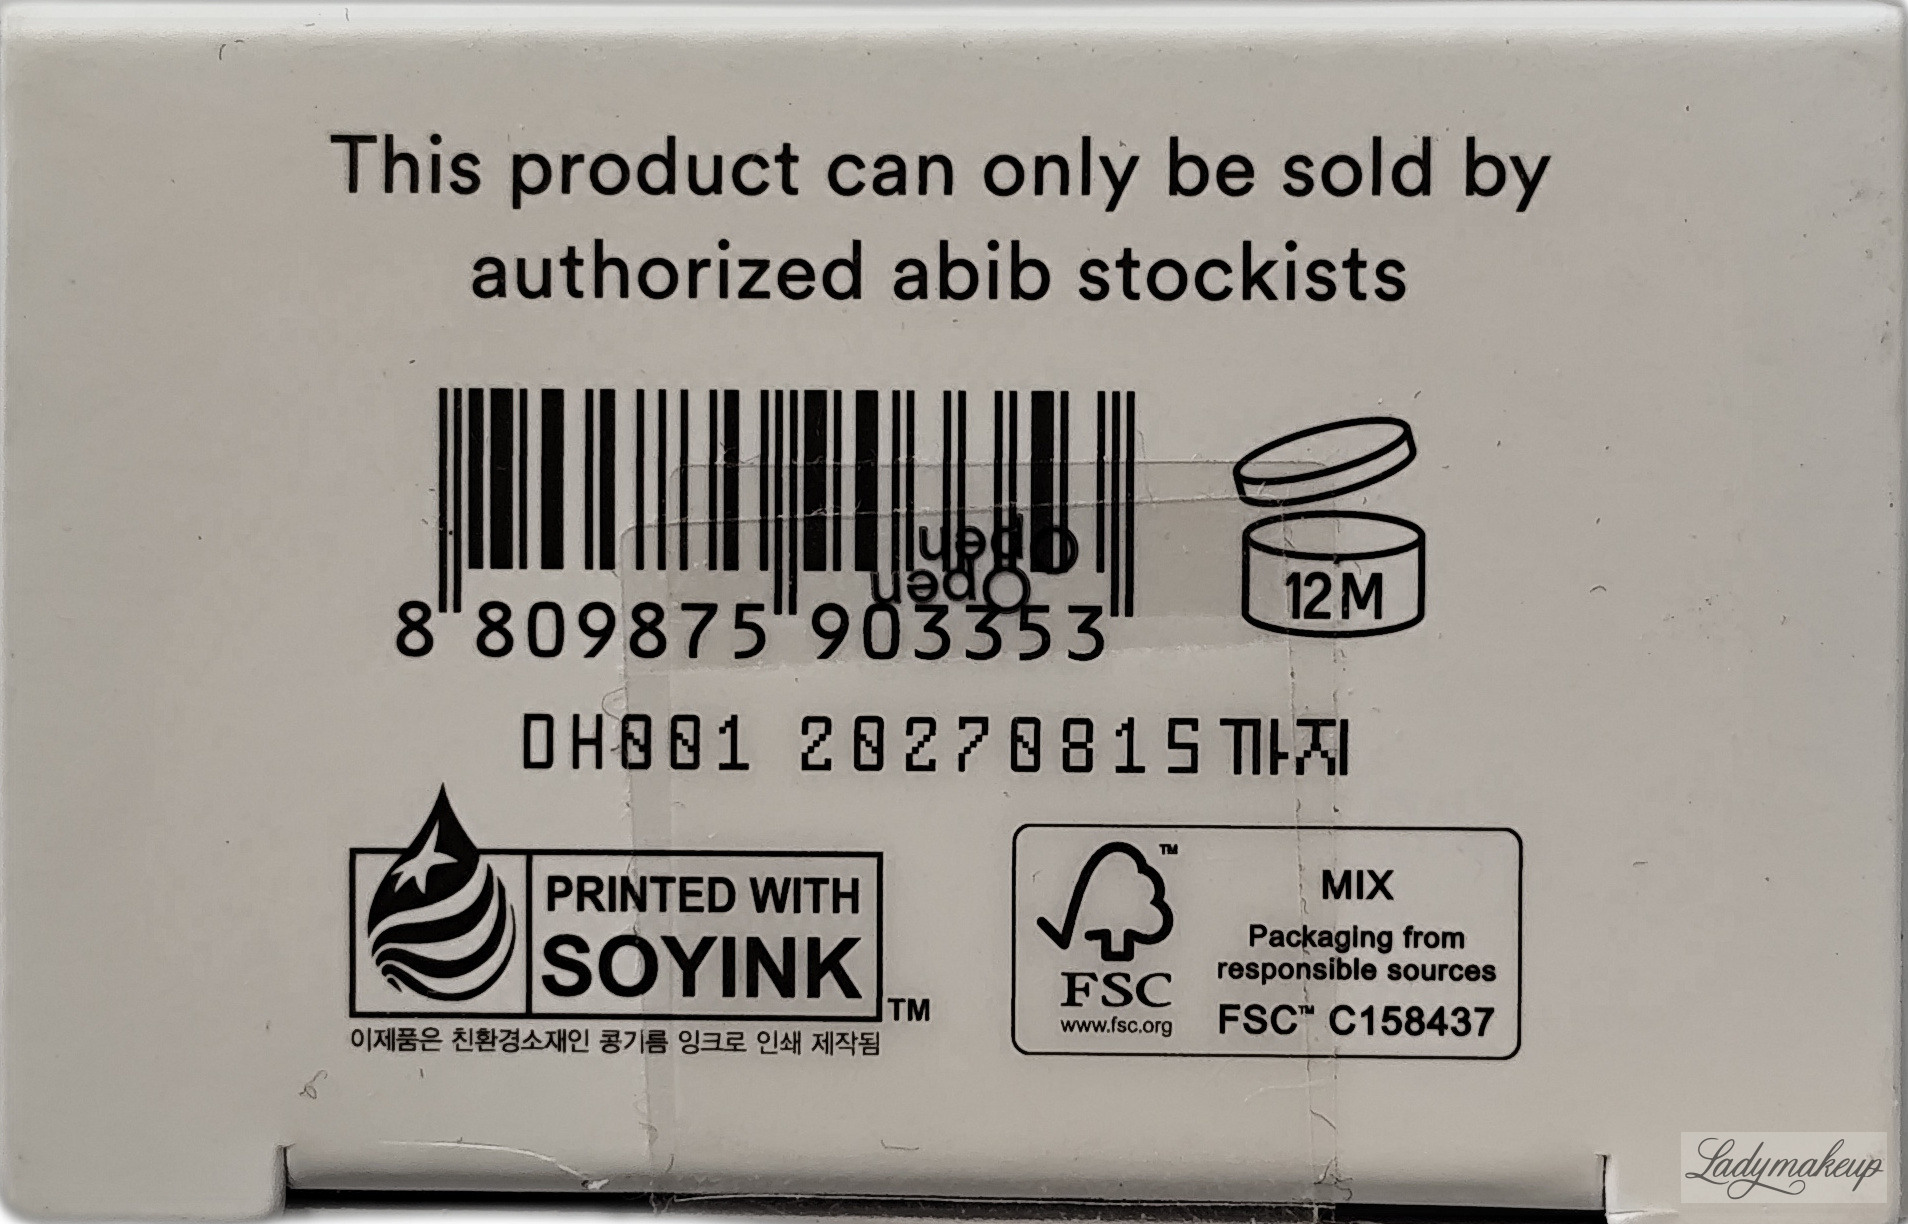 This product can only be sold by
authorized abib stockists
Open
Open
12M
8 809875 903353
DH001 20270815까지
PRINTED WITH
SOYINK
TM
이제품은 친환경소재인 콩기름 잉크로 인쇄 제작됨
TM
FSC
www.fsc.org
MIX
Packaging from
responsible sources
FSC™ C158437
Ladymakeup